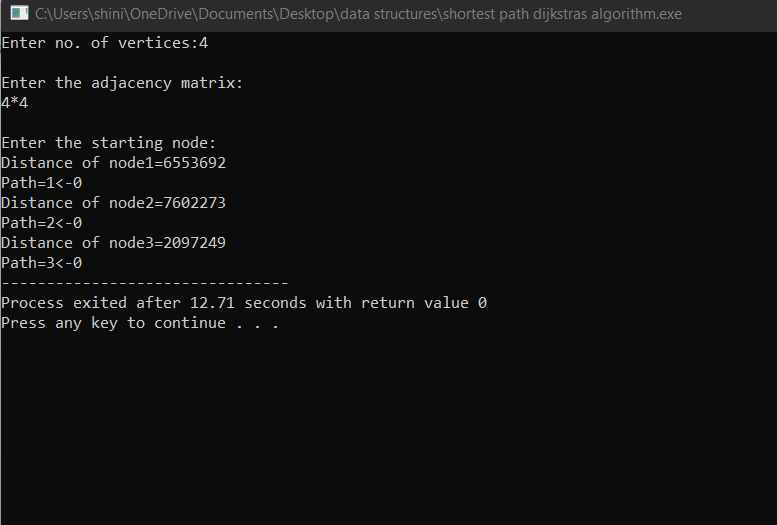 C:\Users\shini\OneDrive\Documents\Desktop\data structures\shortest path dijkstras algorithm.exe
Enter no. of vertices:4
Enter the adjacency matrix:
4*4
Enter the starting node:
Distance of node1=6553692
Path=1<-0
Distance of node2=7602273
Path=2<-0
Distance of node3=2097249
Path=3<-0
--------------------------------
Process exited after 12.71 seconds with return value 0
Press any key to continue . . .